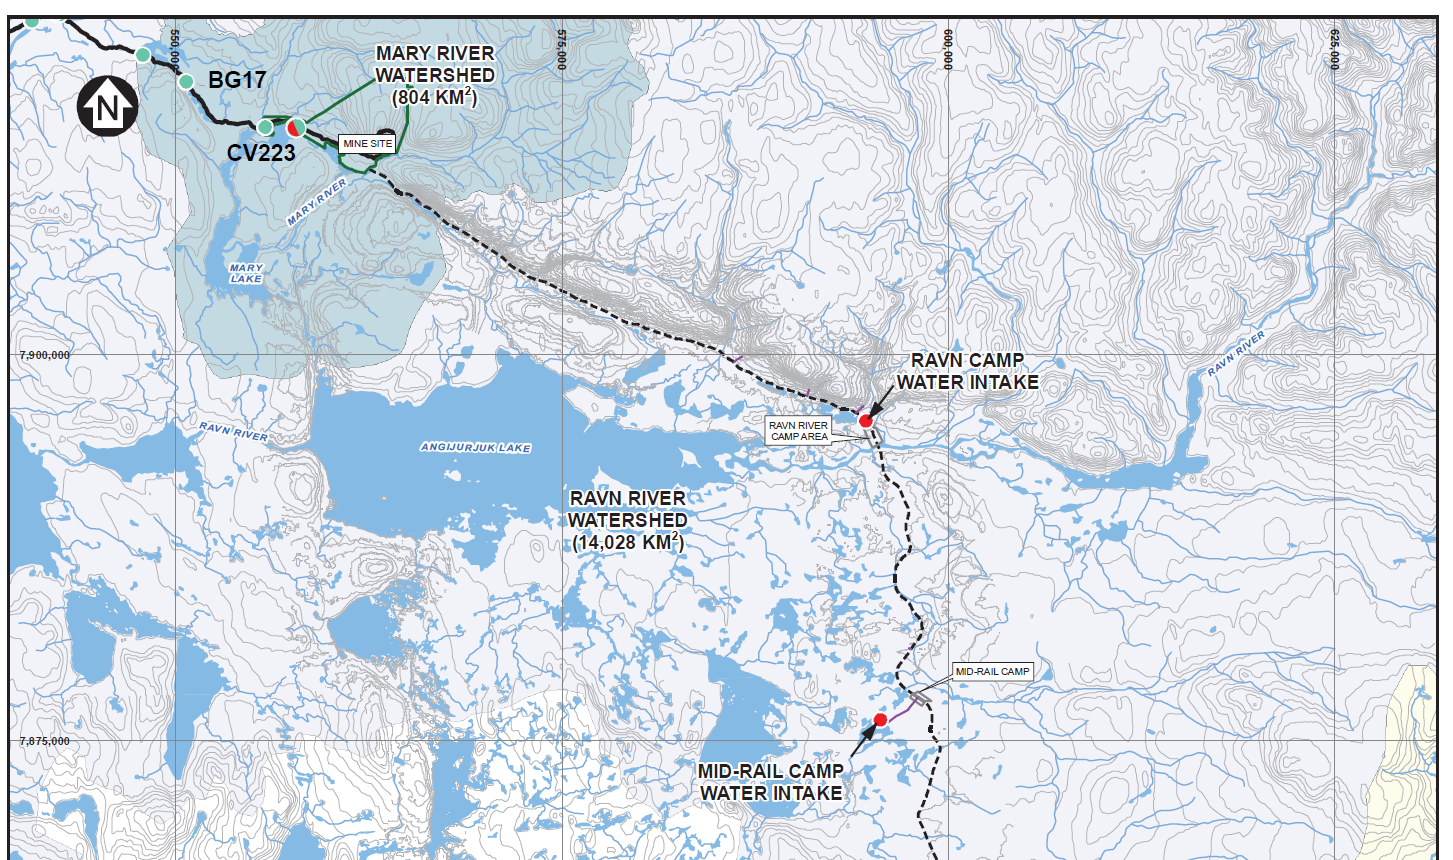 550,000
575,000
600,000
625,000
MARY RIVER
WATERSHED
(804 KM²)
BG17
N
CV223
MINE SITE
MARY RIVER
MARY
LAKE
7,900,000
RAVN RIVER
RAVN CAMP
WATER INTAKE
RAVN RIVER
CAMP AREA
RAVN RIVER
ANGIJURJUK LAKE
RAVN RIVER
WATERSHED
(14,028 KM²)
MID-RAIL CAMP
7,875,000
MID-RAIL CAMP
WATER INTAKE